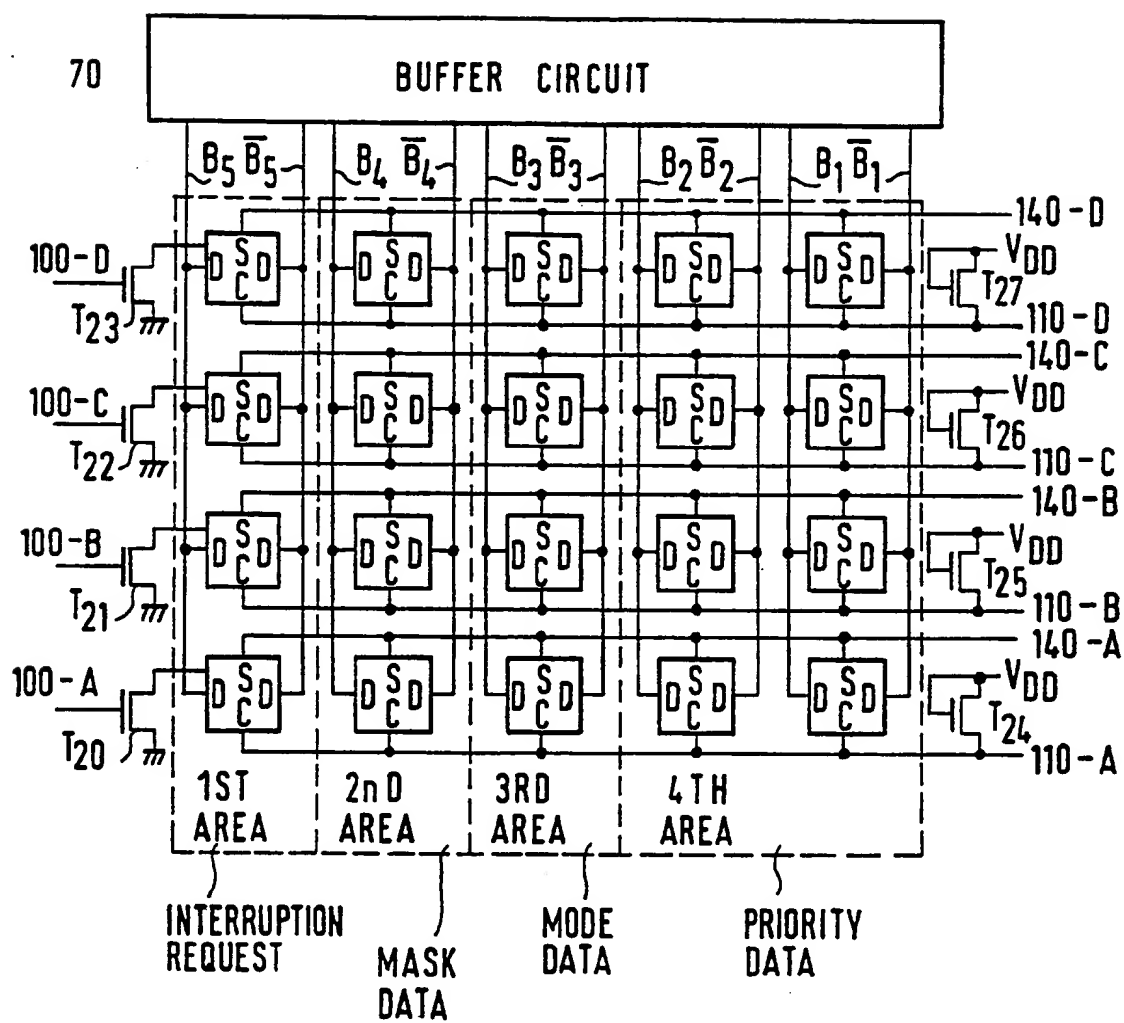 70
BUFFER CIRCUIT
B5 B̅5 B4 B̅4 B3 B̅3 B2 B̅2 B1 B̅1
140-D
100-D
D S C D
D S C D
D S C D
D S C D
D S C D
VDD
T27
T23
110-D
140-C
100-C
D S C D
D S C D
D S C D
D S C D
D S C D
VDD
T26
T22
110-C
140-B
100-B
D S C D
D S C D
D S C D
D S C D
D S C D
VDD
T25
T21
110-B
140-A
100-A
D S C D
D S C D
D S C D
D S C D
D S C D
VDD
T24
T20
110-A
1ST AREA
2nD AREA
3RD AREA
4TH AREA
INTERRUPTION REQUEST
MASK DATA
MODE DATA
PRIORITY DATA